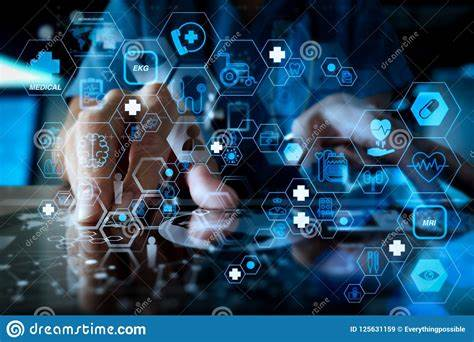 EKG
MEDICAL
MRI
dreamstime.com
ID 125631159 © Everythingpossible